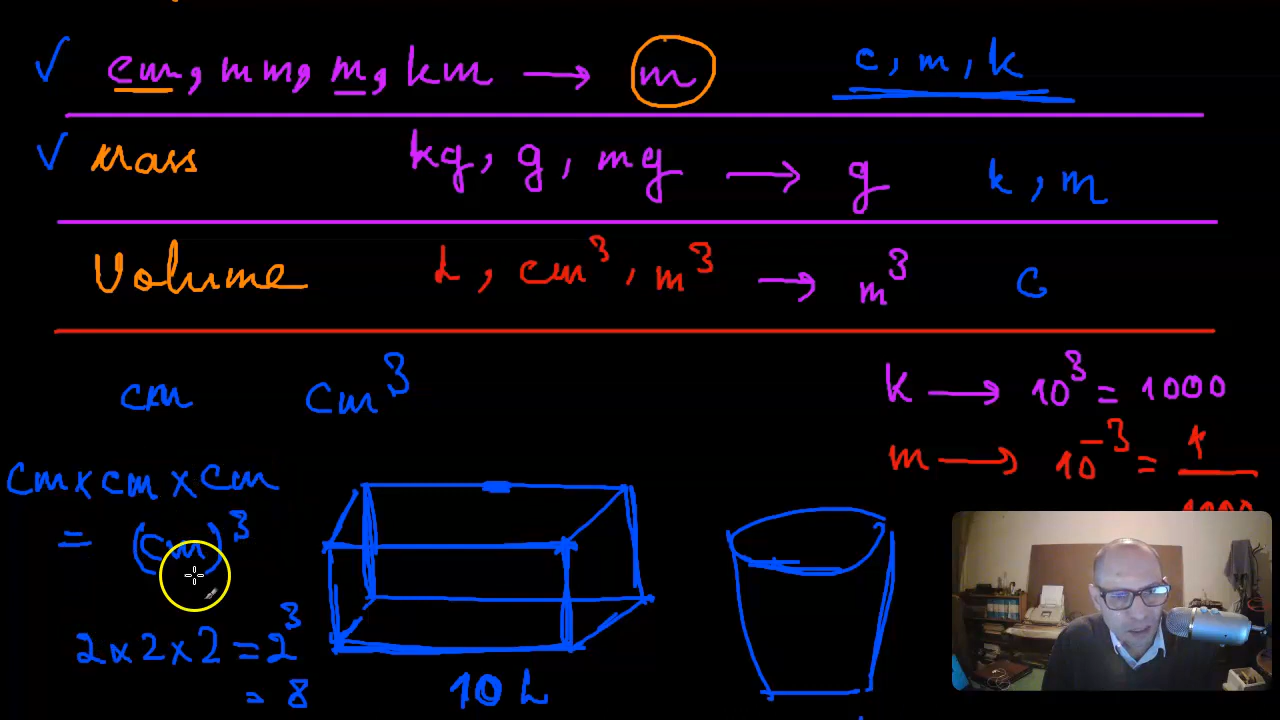 ✓ cm, mm, m, km → m c, m, k
✓ Mass kg, g, mg → g k, m
Volume L, cm³, m³ → m³ c
cm cm³
k → 10³ = 1000
m → 10⁻³ = 1
cm x cm x cm
= (cm)³
2 x 2 x 2 = 2³
= 8
10 L